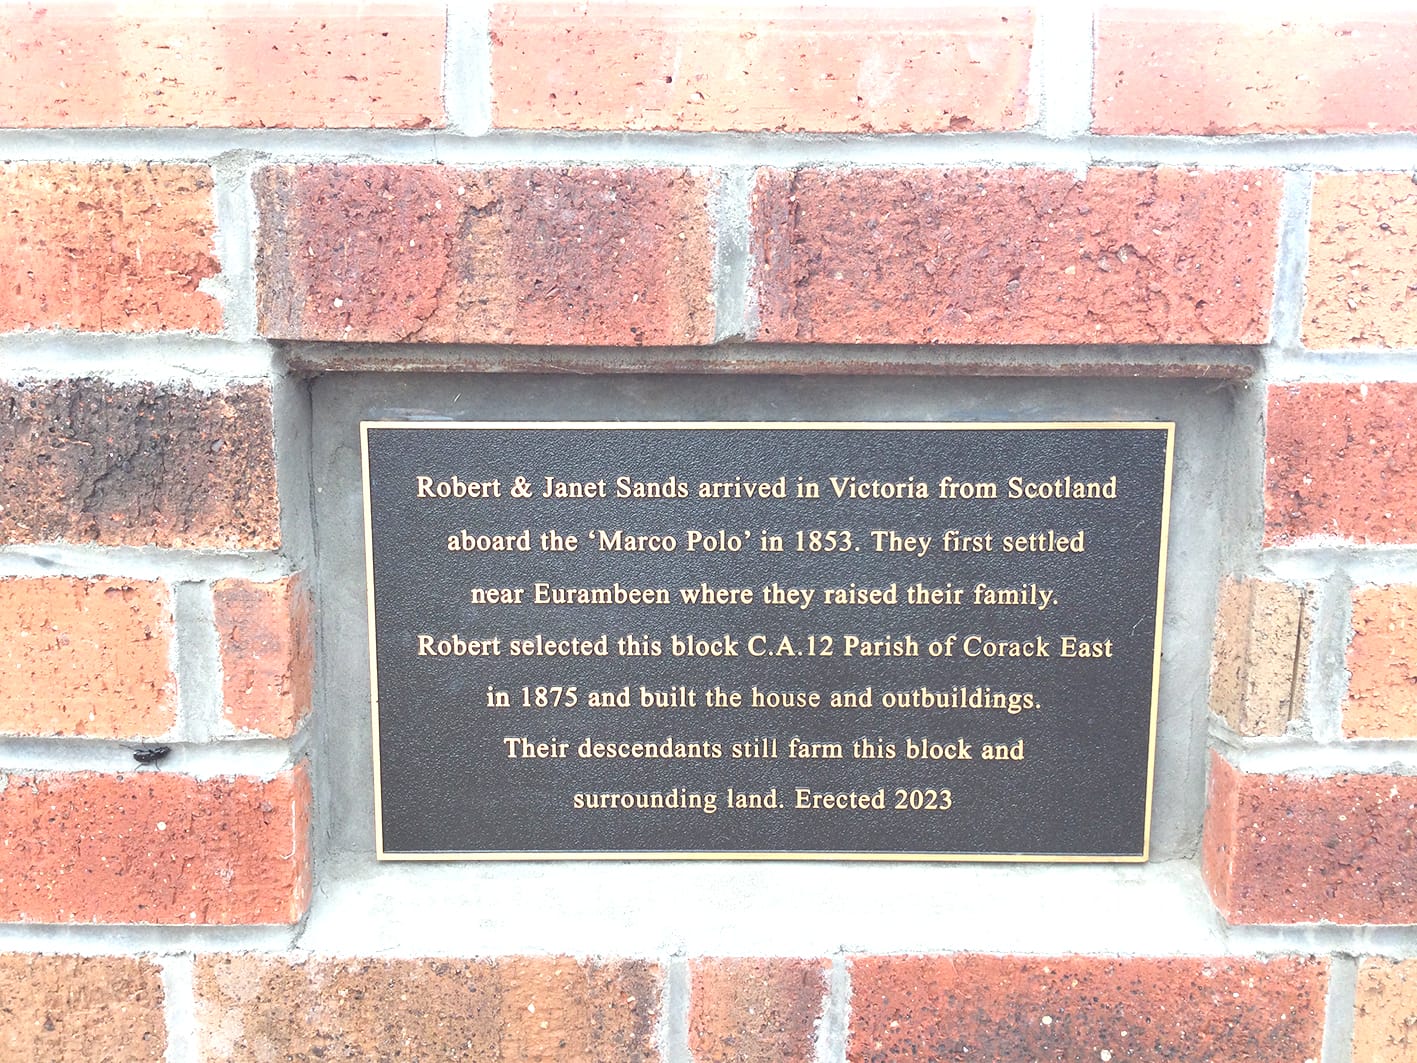 Robert & Janet Sands arrived in Victoria from Scotland
aboard the ‘Marco Polo’ in 1853. They first settled
near Eurambeen where they raised their family.
Robert selected this block C.A.12 Parish of Corack East
in 1875 and built the house and outbuildings.
Their descendants still farm this block and
surrounding land. Erected 2023